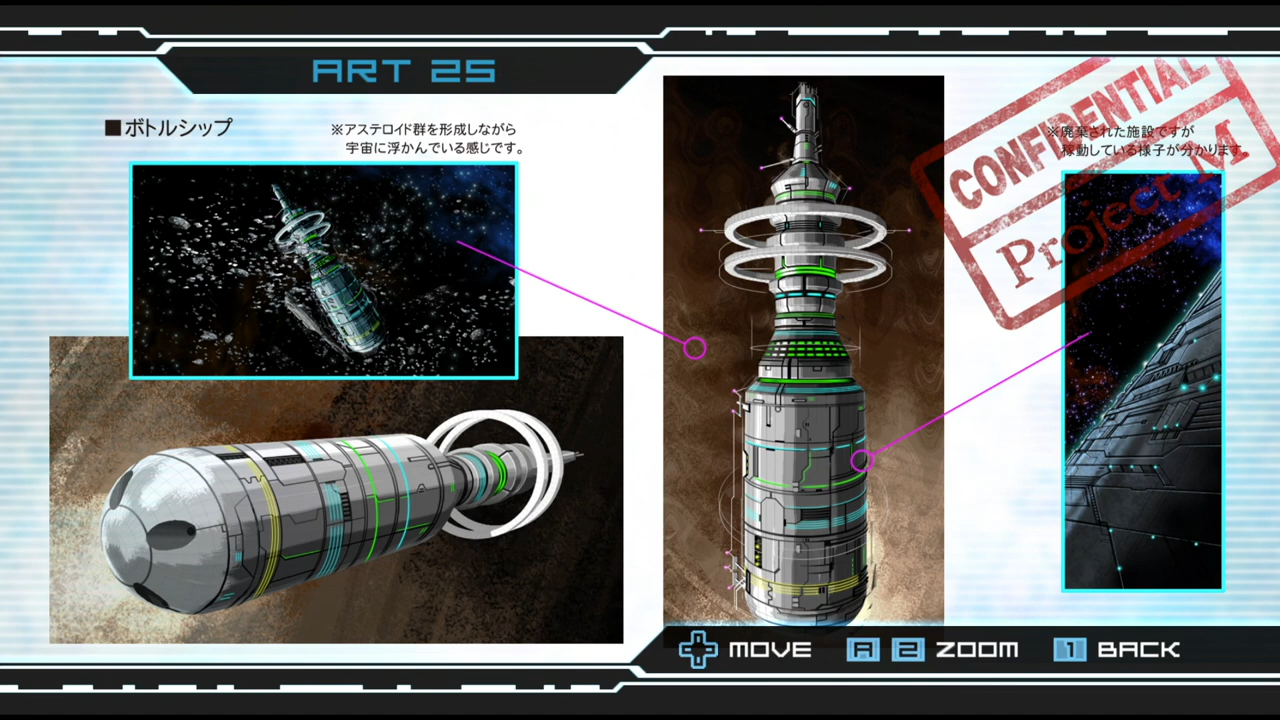 ART 25
■ボトルシップ
※アステロイド群を形成しながら
宇宙に浮かんでいる感じです。
CONFIDENTIAL
Project M
※廃棄された施設ですが
稼動している様子が分かります。
MOVE
A 2 ZOOM
1 BACK